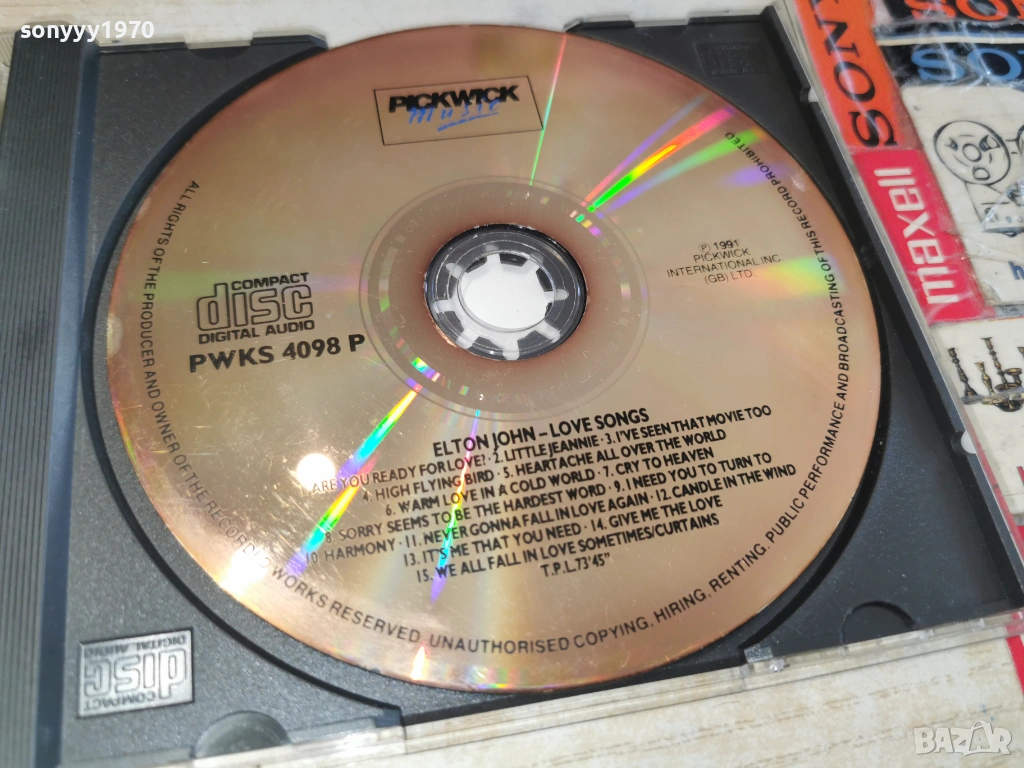 sonyyy1970
PICKWICK
music
COMPACT
disc
DIGITAL AUDIO
PWKS 4098 P
℗ 1991
PICKWICK
INTERNATIONAL INC
(GB) LTD
ELTON JOHN – LOVE SONGS
1. ARE YOU READY FOR LOVE? · 2. LITTLE JEANNIE · 3. I'VE SEEN THAT MOVIE TOO
4. HIGH FLYING BIRD · 5. HEARTACHE ALL OVER THE WORLD
6. WARM LOVE IN A COLD WORLD · 7. CRY TO HEAVEN
8. SORRY SEEMS TO BE THE HARDEST WORD · 9. I NEED YOU TO TURN TO
10. HARMONY · 11. NEVER GONNA FALL IN LOVE AGAIN · 12. CANDLE IN THE WIND
13. IT'S ME THAT YOU NEED · 14. GIVE ME THE LOVE
15. WE ALL FALL IN LOVE SOMETIMES/CURTAINS
T.P.L. 73'45"
ALL RIGHTS OF THE PRODUCER AND OWNER OF THE RECORDED WORKS RESERVED. UNAUTHORISED COPYING, HIRING, RENTING, PUBLIC PERFORMANCE AND BROADCASTING OF THIS RECORD PROHIBITED
COMPACT
disc
DIGITAL AUDIO
SONY
maxell
BAZAR